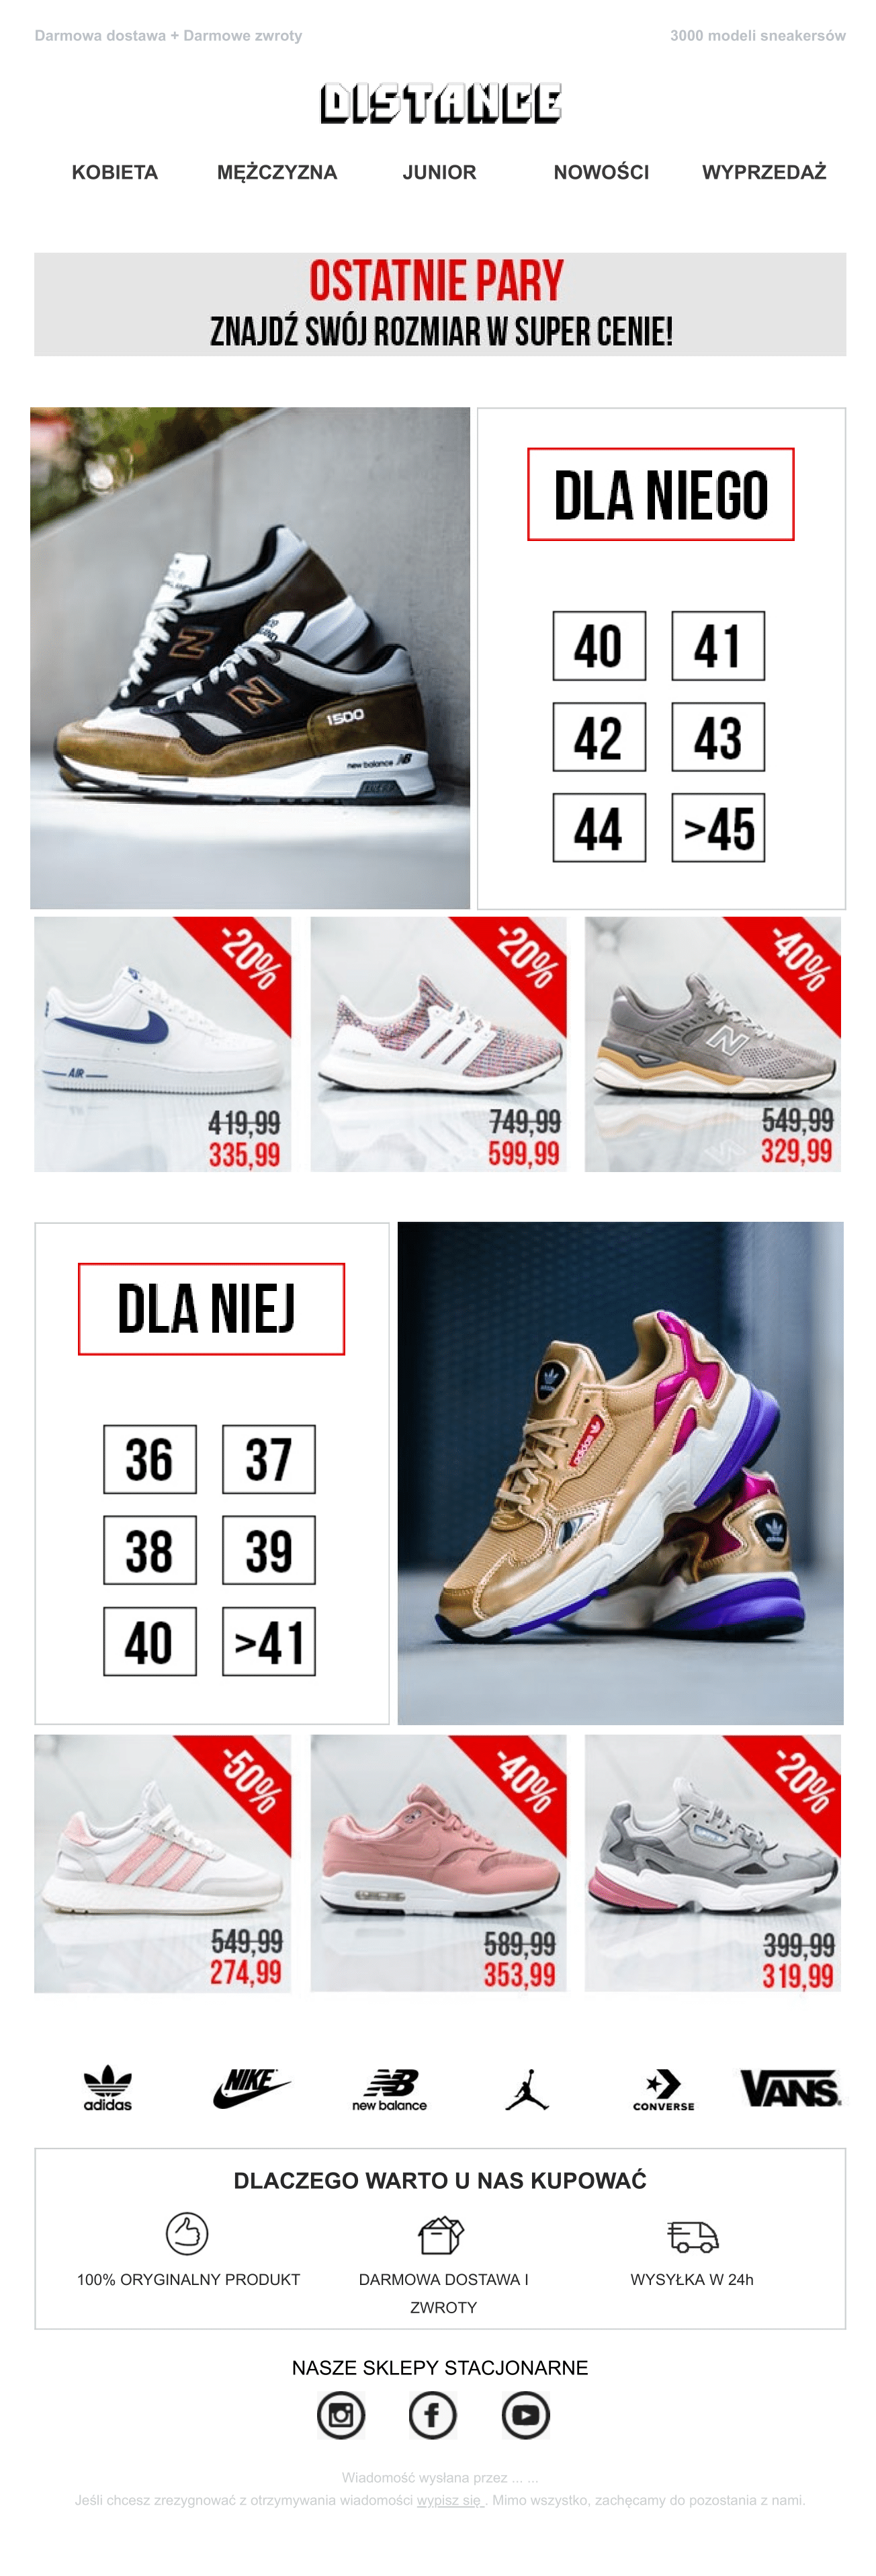 Darmowa dostawa + Darmowe zwroty 3000 modeli sneakersów
DISTANCE
KOBIETA MĘŻCZYZNA JUNIOR NOWOŚCI WYPRZEDAŻ
OSTATNIE PARY
ZNAJDŹ SWÓJ ROZMIAR W SUPER CENIE!
1500
new balance
DLA NIEGO
40 41
42 43
44 >45
-20% -20% -40%
AIR
419,99 749,99 549,99
335,99 599,99 329,99
DLA NIEJ
36 37
38 39
40 >41
adidas
-50% -40% -20%
549,99 589,99 399,99
274,99 353,99 319,99
adidas NIKE new balance CONVERSE VANS
DLACZEGO WARTO U NAS KUPOWAĆ
100% ORYGINALNY PRODUKT DARMOWA DOSTAWA I WYSYŁKA W 24h
ZWROTY
NASZE SKLEPY STACJONARNE
Wiadomość wysłana przez ... ...
Jeśli chcesz zrezygnować z otrzymywania wiadomości wypisz się . Mimo wszystko, zachęcamy do pozostania z nami.